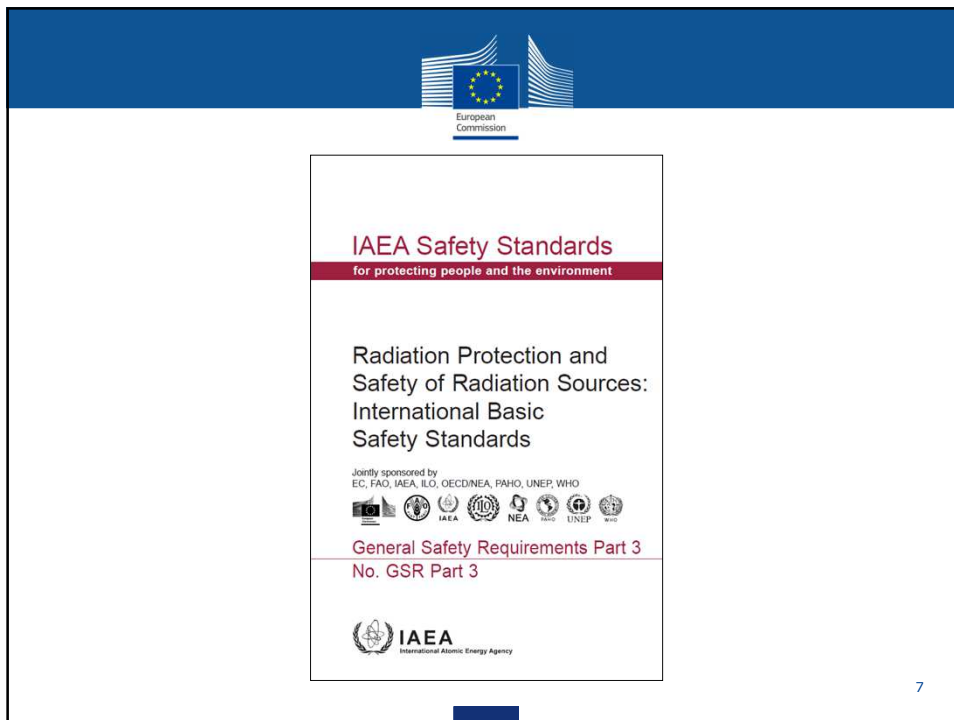 European
Commission
IAEA Safety Standards
for protecting people and the environment
Radiation Protection and
Safety of Radiation Sources:
International Basic
Safety Standards
Jointly sponsored by
EC, FAO, IAEA, ILO, OECD/NEA, PAHO, UNEP, WHO
IAEA NEA PAHO UNEP WHO
General Safety Requirements Part 3
No. GSR Part 3
IAEA
International Atomic Energy Agency
7